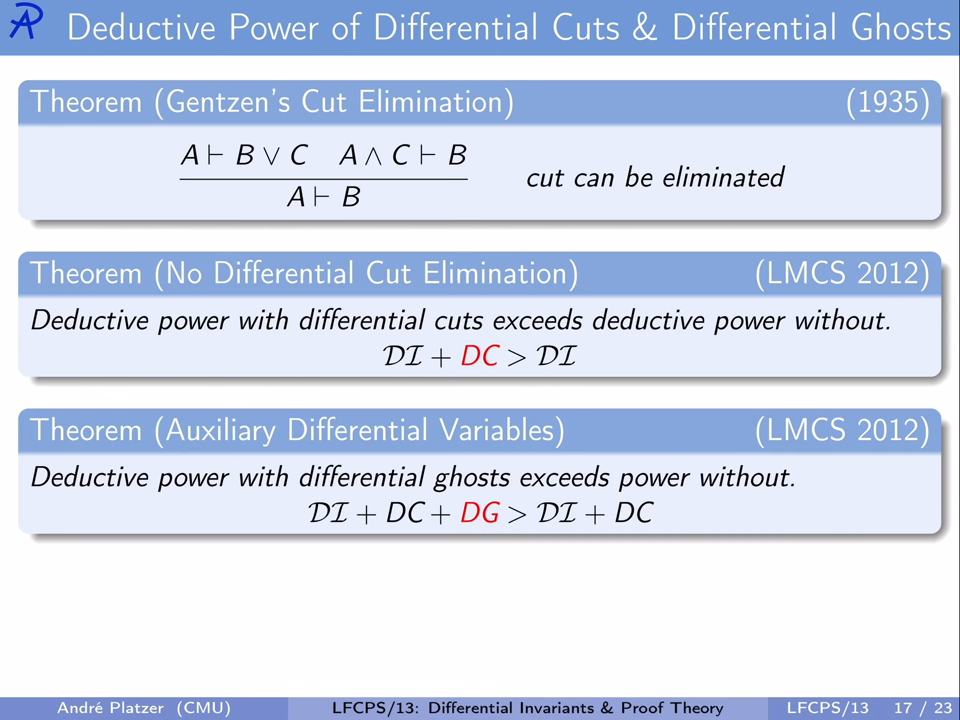 Deductive Power of Differential Cuts & Differential Ghosts
Theorem (Gentzen's Cut Elimination) (1935)
A ⊢ B ∨ C A ∧ C ⊢ B
A ⊢ B
cut can be eliminated
Theorem (No Differential Cut Elimination) (LMCS 2012)
Deductive power with differential cuts exceeds deductive power without.
𝒟ℐ + DC > 𝒟ℐ
Theorem (Auxiliary Differential Variables) (LMCS 2012)
Deductive power with differential ghosts exceeds power without.
𝒟ℐ + DC + DG > 𝒟ℐ + DC
André Platzer (CMU) LFCPS/13: Differential Invariants & Proof Theory LFCPS/13 17 / 23